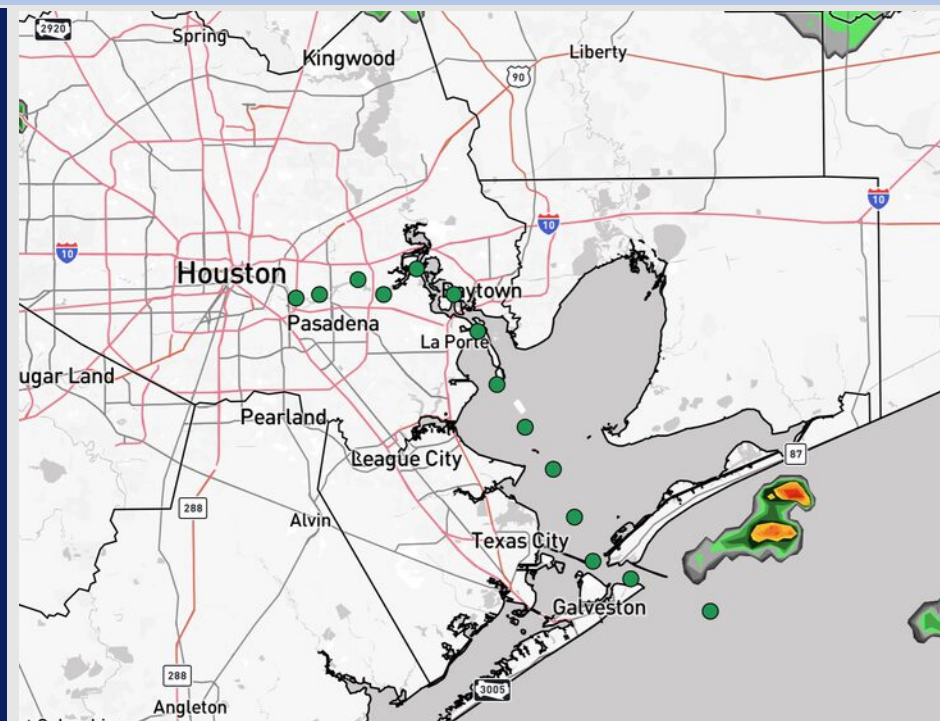 2920
Spring
Kingwood
Liberty
90
10
10
10
Houston
Baytown
Pasadena
La Porte
ugar Land
Pearland
League City
87
288
Alvin
Texas City
Galveston
288
3005
Angleton